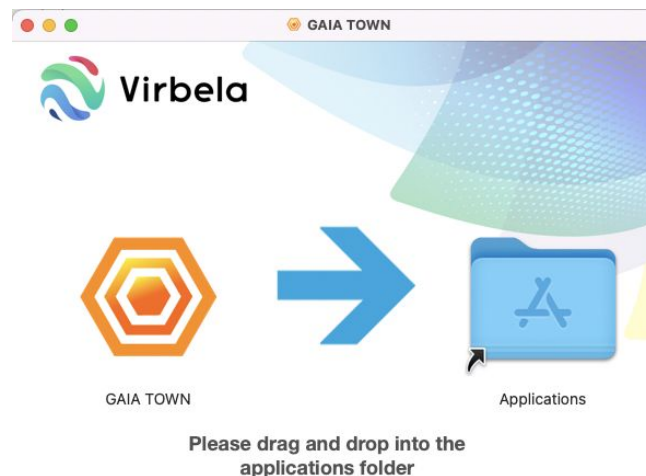 GAIA TOWN
Virbela
GAIA TOWN
Applications
Please drag and drop into the
applications folder